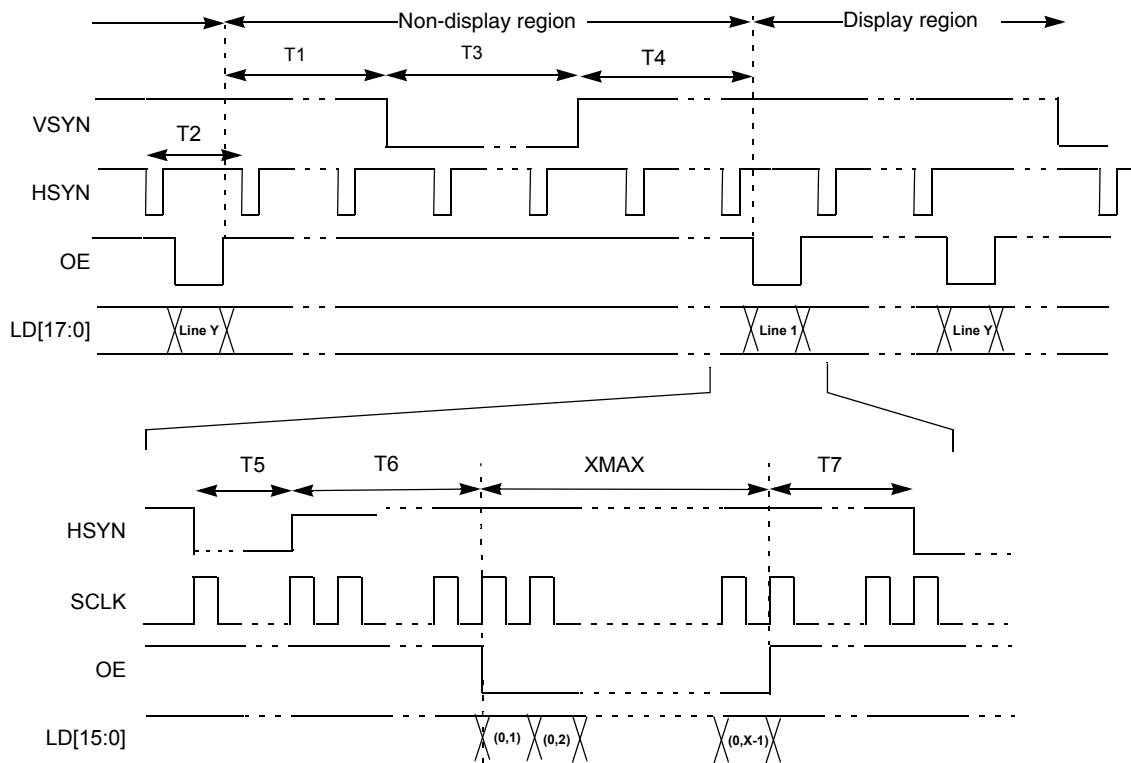 Non-display region
Display region
T1
T3
T4
VSYN
T2
HSYN
OE
LD[17:0]
Line Y
Line 1
Line Y
T5
T6
XMAX
T7
HSYN
SCLK
OE
LD[15:0]
(0,1)
(0,2)
(0,X-1)